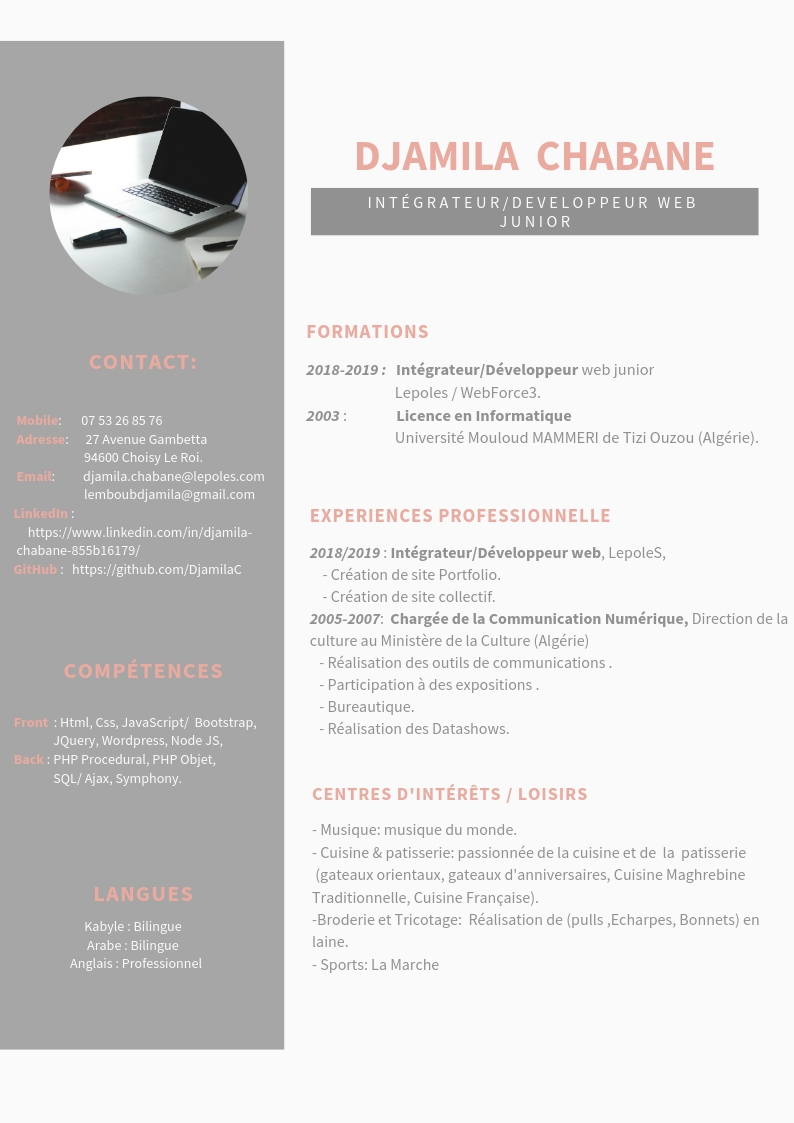 DJAMILA CHABANE
INTÉGRATEUR/DEVELOPPEUR WEB
JUNIOR
CONTACT:
Mobile: 07 53 26 85 76
Adresse: 27 Avenue Gambetta
94600 Choisy Le Roi.
Email: djamila.chabane@lepoles.com
lemboubdjamila@gmail.com
LinkedIn :
https://www.linkedin.com/in/djamila-
chabane-855b16179/
GitHub : https://github.com/DjamilaC
COMPÉTENCES
Front : Html, Css, JavaScript/ Bootstrap,
JQuery, Wordpress, Node JS,
Back : PHP Procedural, PHP Objet,
SQL/ Ajax, Symphony.
LANGUES
Kabyle : Bilingue
Arabe : Bilingue
Anglais : Professionnel
FORMATIONS
2018-2019 : Intégrateur/Développeur web junior
Lepoles / WebForce3.
2003 : Licence en Informatique
Université Mouloud MAMMERI de Tizi Ouzou (Algérie).
EXPERIENCES PROFESSIONNELLE
2018/2019 : Intégrateur/Développeur web, LepoleS,
- Création de site Portfolio.
- Création de site collectif.
2005-2007: Chargée de la Communication Numérique, Direction de la
culture au Ministère de la Culture (Algérie)
- Réalisation des outils de communications .
- Participation à des expositions .
- Bureautique.
- Réalisation des Datashows.
CENTRES D'INTÉRÊTS / LOISIRS
- Musique: musique du monde.
- Cuisine & patisserie: passionnée de la cuisine et de la patisserie
(gateaux orientaux, gateaux d'anniversaires, Cuisine Maghrebine
Traditionnelle, Cuisine Française).
-Broderie et Tricotage: Réalisation de (pulls ,Echarpes, Bonnets) en
laine.
- Sports: La Marche